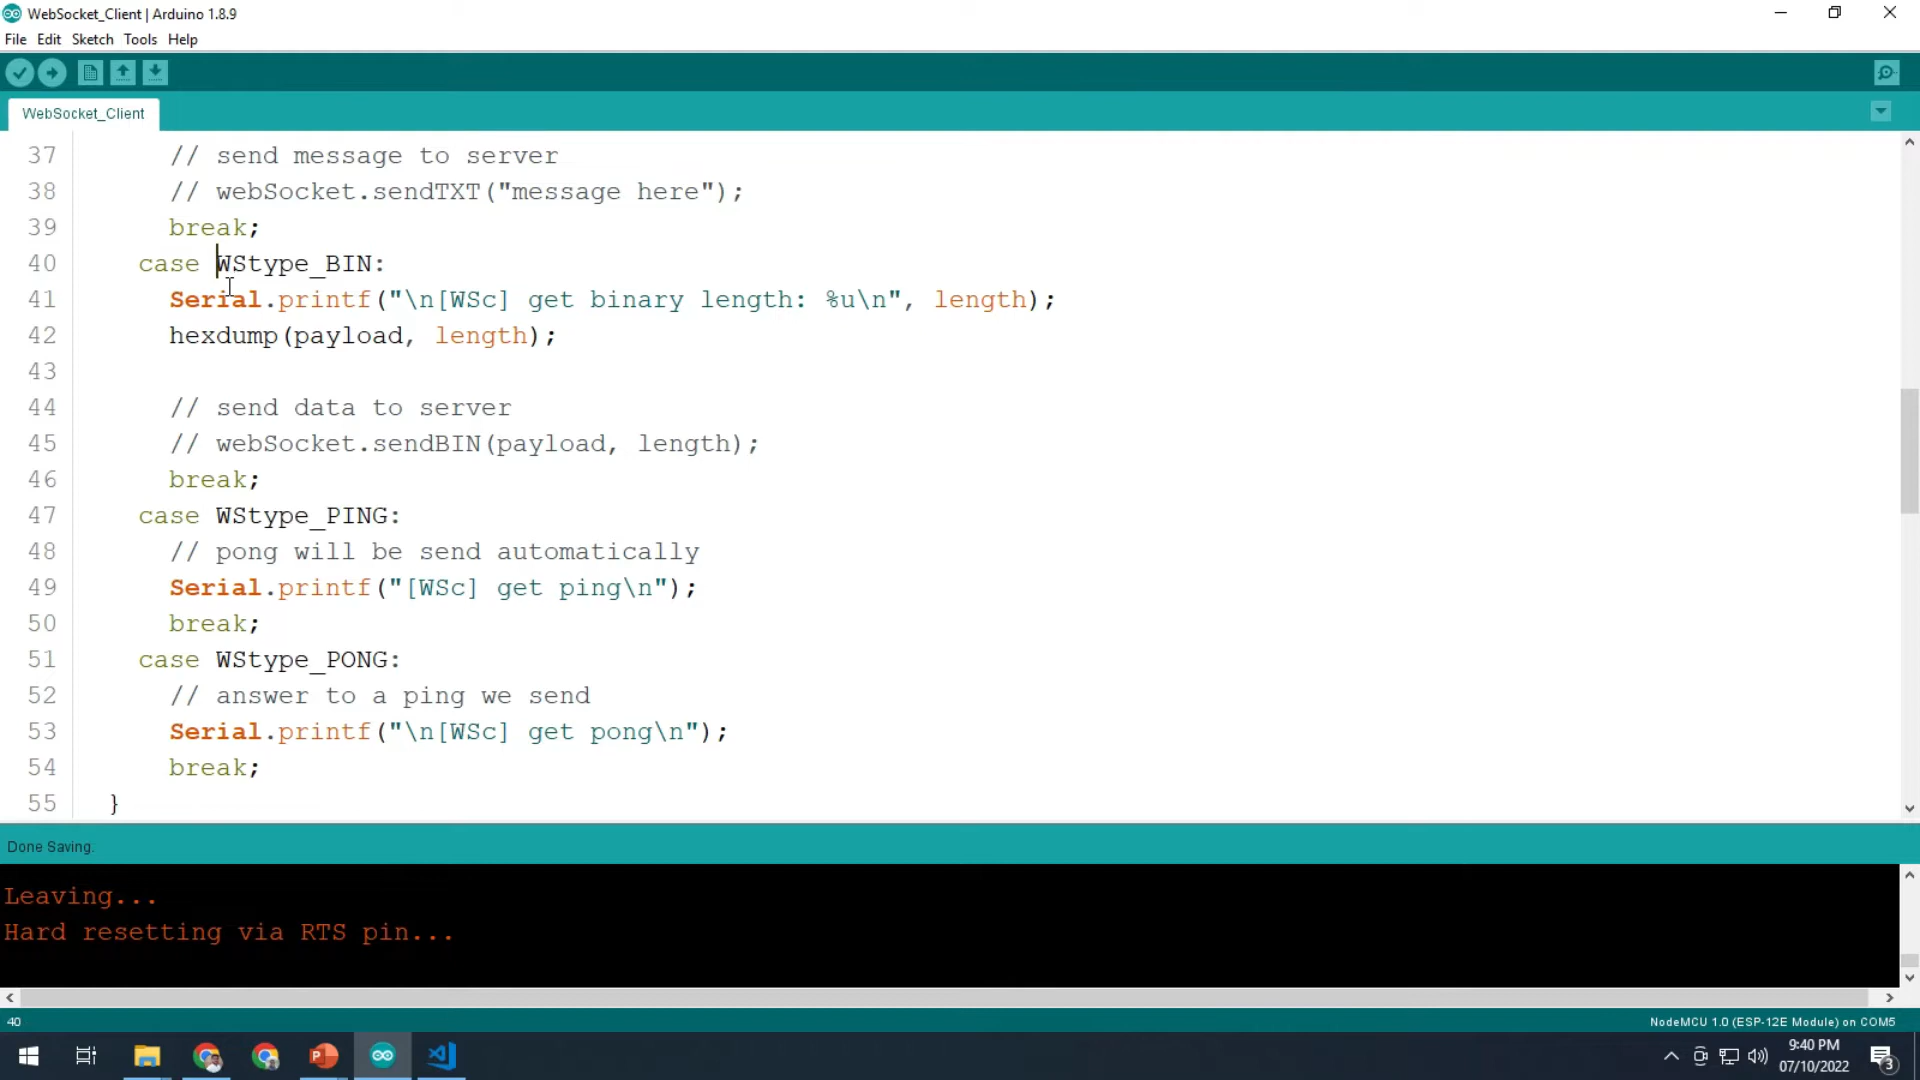 WebSocket_Client | Arduino 1.8.9
File Edit Sketch Tools Help
WebSocket_Client
37 // send message to server
38 // webSocket.sendTXT("message here");
39 break;
40 case WStype_BIN:
41 Serial.printf("\n[WSc] get binary length: %u\n", length);
42 hexdump(payload, length);
43
44 // send data to server
45 // webSocket.sendBIN(payload, length);
46 break;
47 case WStype_PING:
48 // pong will be send automatically
49 Serial.printf("[WSc] get ping\n");
50 break;
51 case WStype_PONG:
52 // answer to a ping we send
53 Serial.printf("\n[WSc] get pong\n");
54 break;
55 }
Done Saving.
Leaving...
Hard resetting via RTS pin...
40 NodeMCU 1.0 (ESP-12E Module) on COM5
9:40 PM
07/10/2022
3